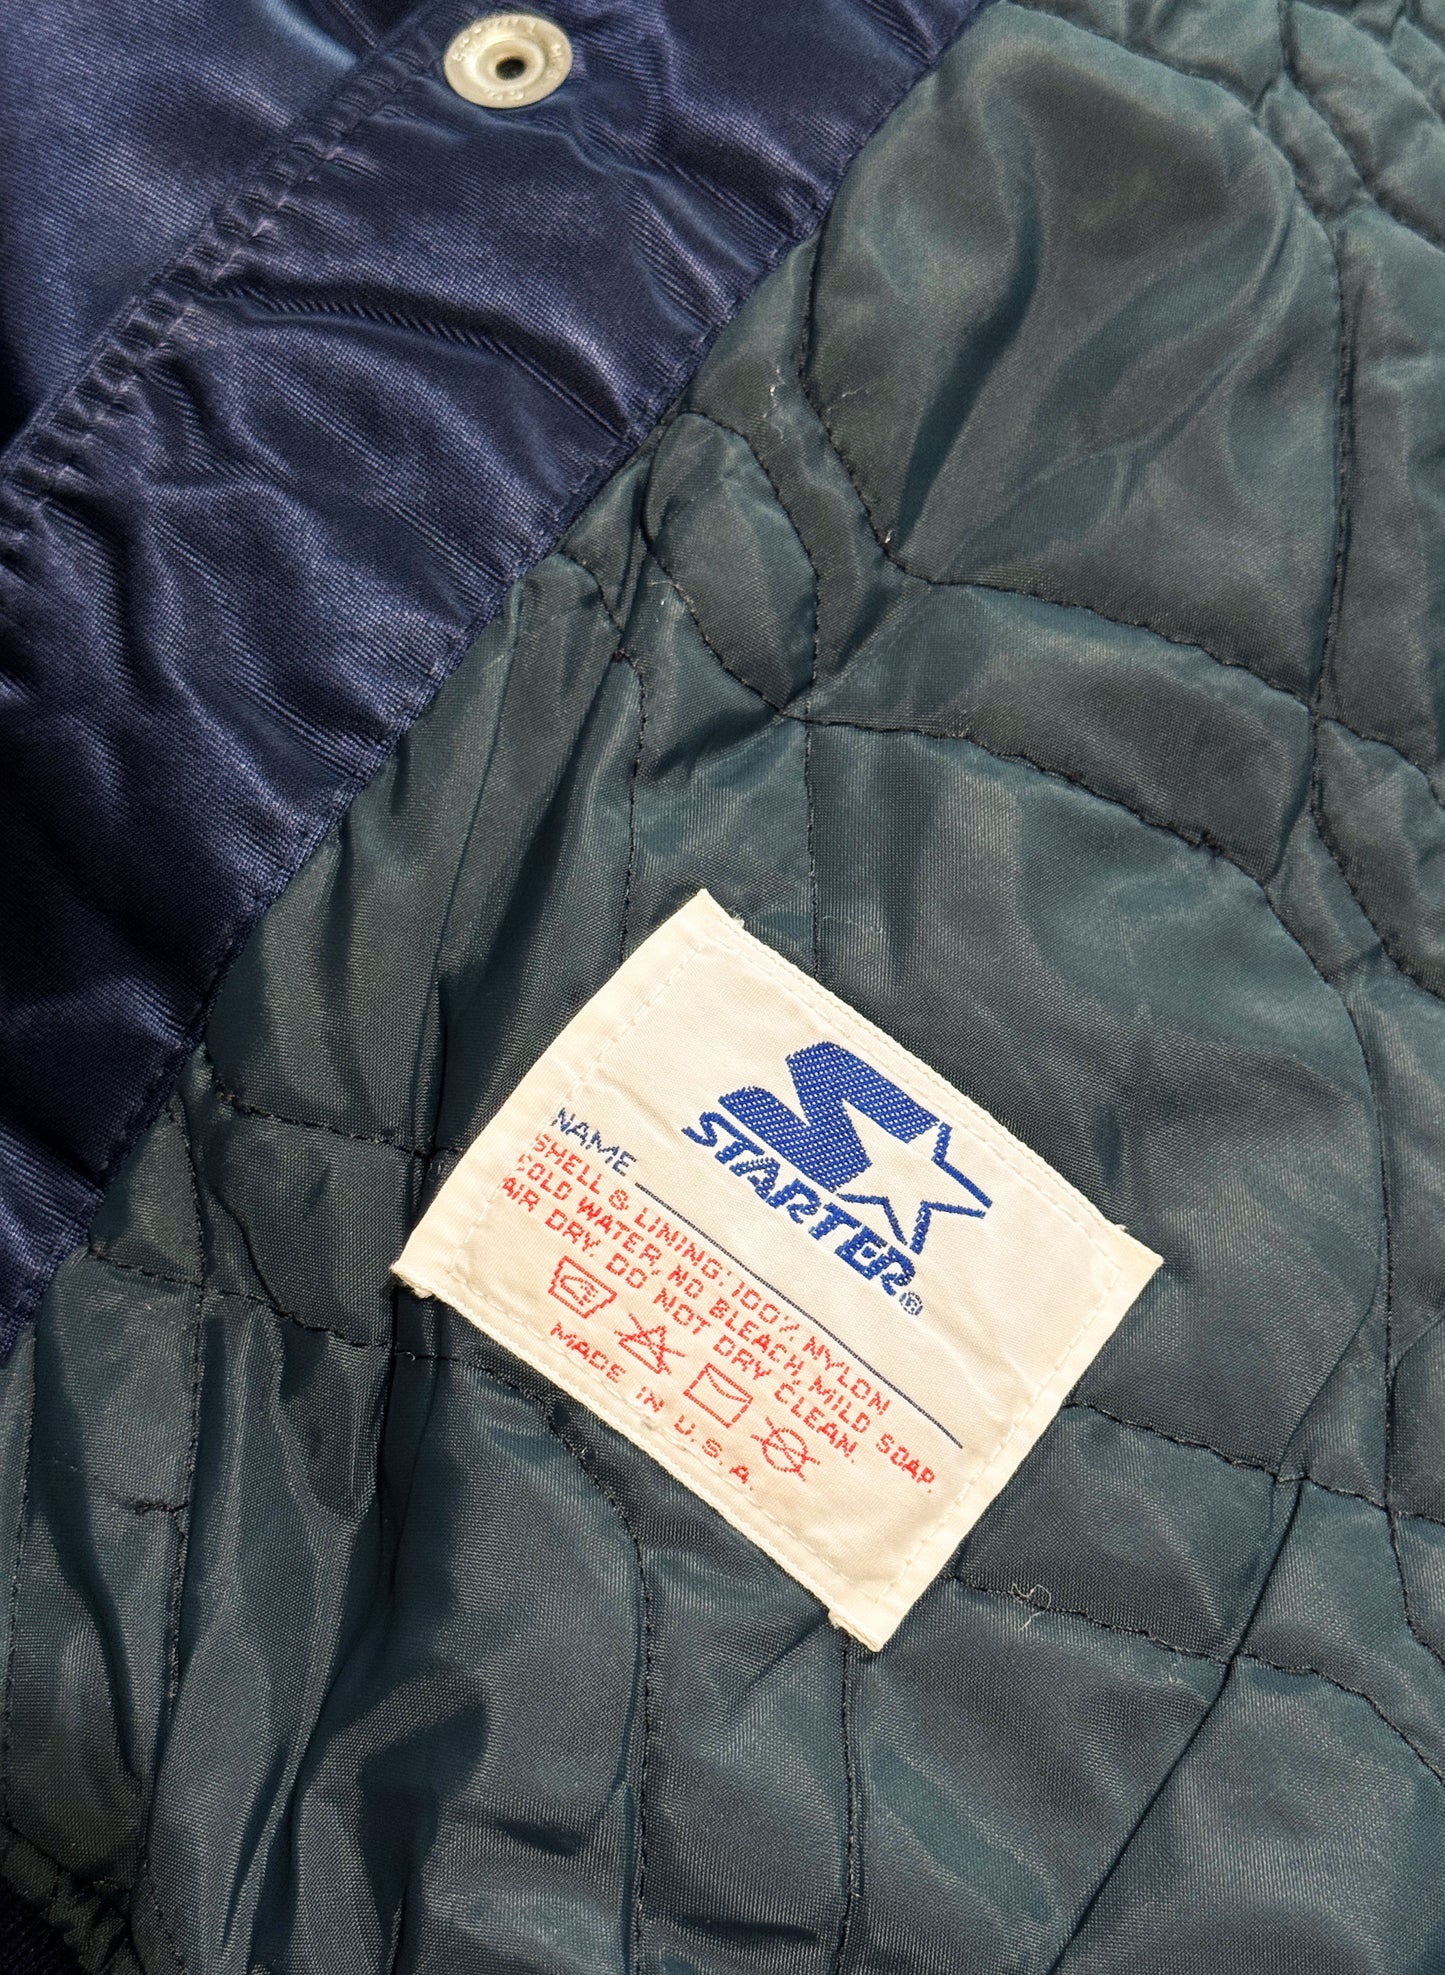 STARTER®
NAME
SHELL & LINING: 100% NYLON
COLD WATER, NO BLEACH, MILD SOAP.
AIR DRY, DO NOT DRY CLEAN.
MADE IN U.S.A.